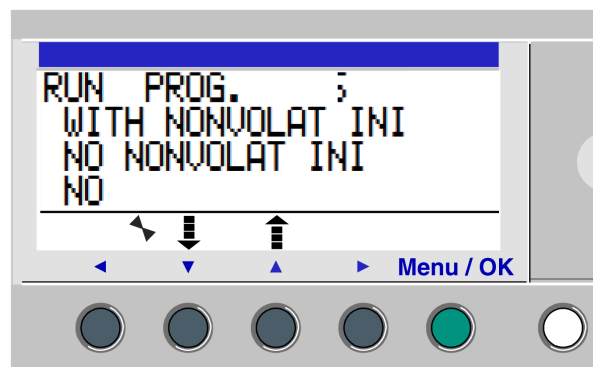 RUN PROG. ;
WITH NONVOLAT INI
NO NONVOLAT INI
NO
Menu / OK